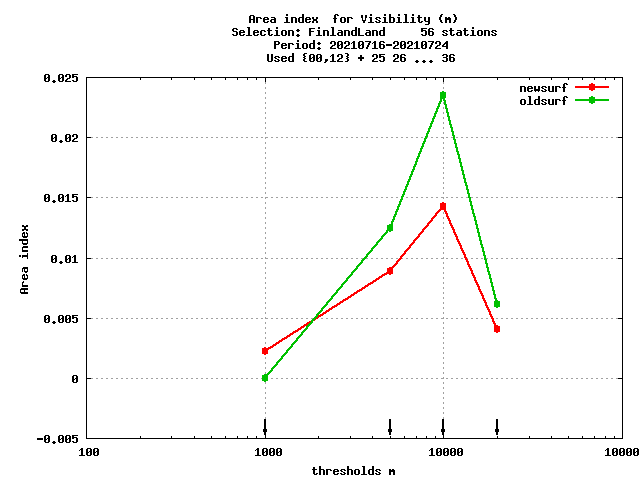 Area index  for Visibility (m)
Selection: FinlandLand     56 stations
Period: 20210716-20210724
Used {00,12} + 25 26 ... 36
newsurf
oldsurf
0.025
0.02
0.015
0.01
0.005
0
-0.005
Area index
100 1000 10000 10000
thresholds m